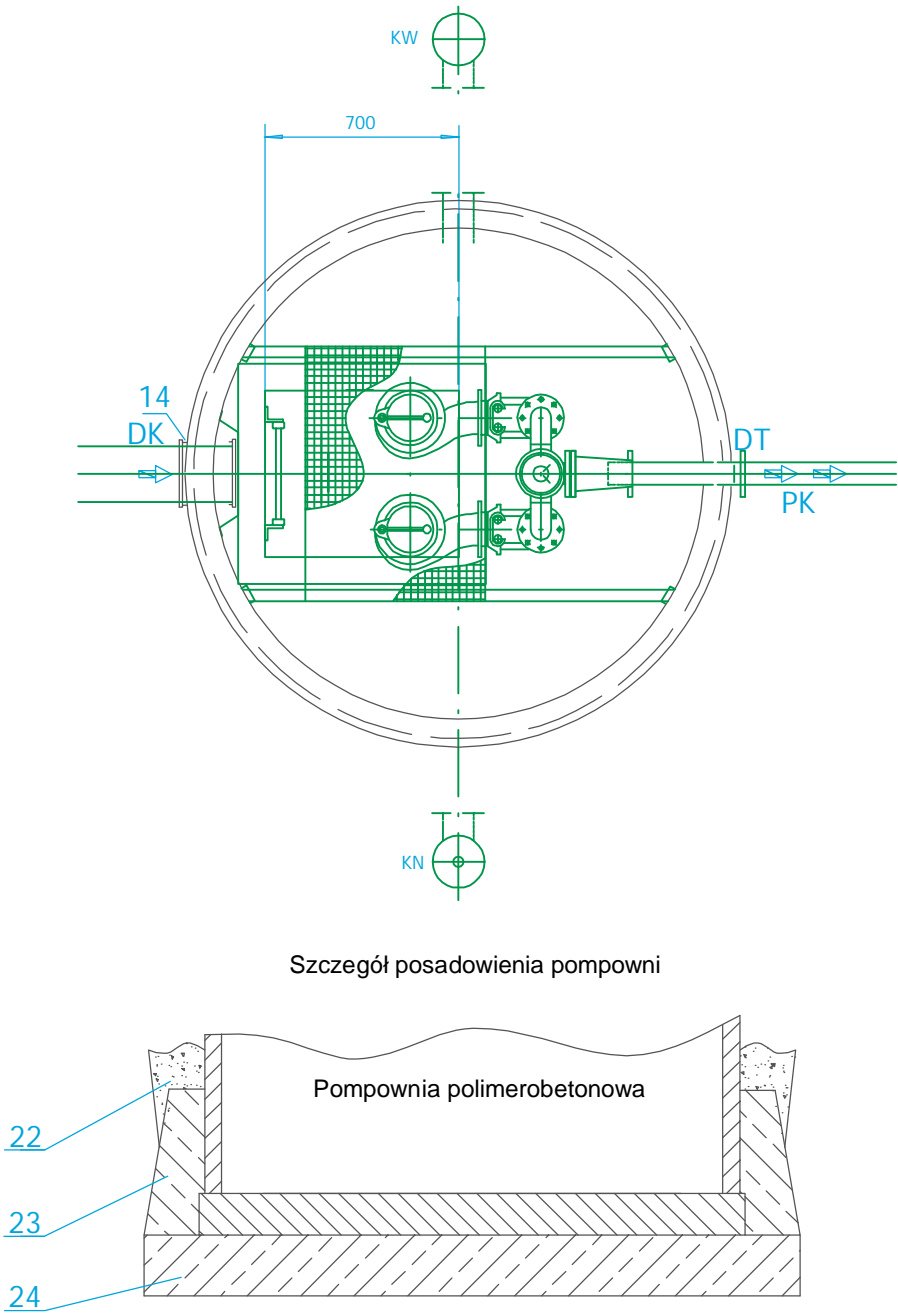 KW
700
14
DK
DT
PK
KN
Szczegół posadowienia pompowni
Pompownia polimerobetonowa
22
23
24